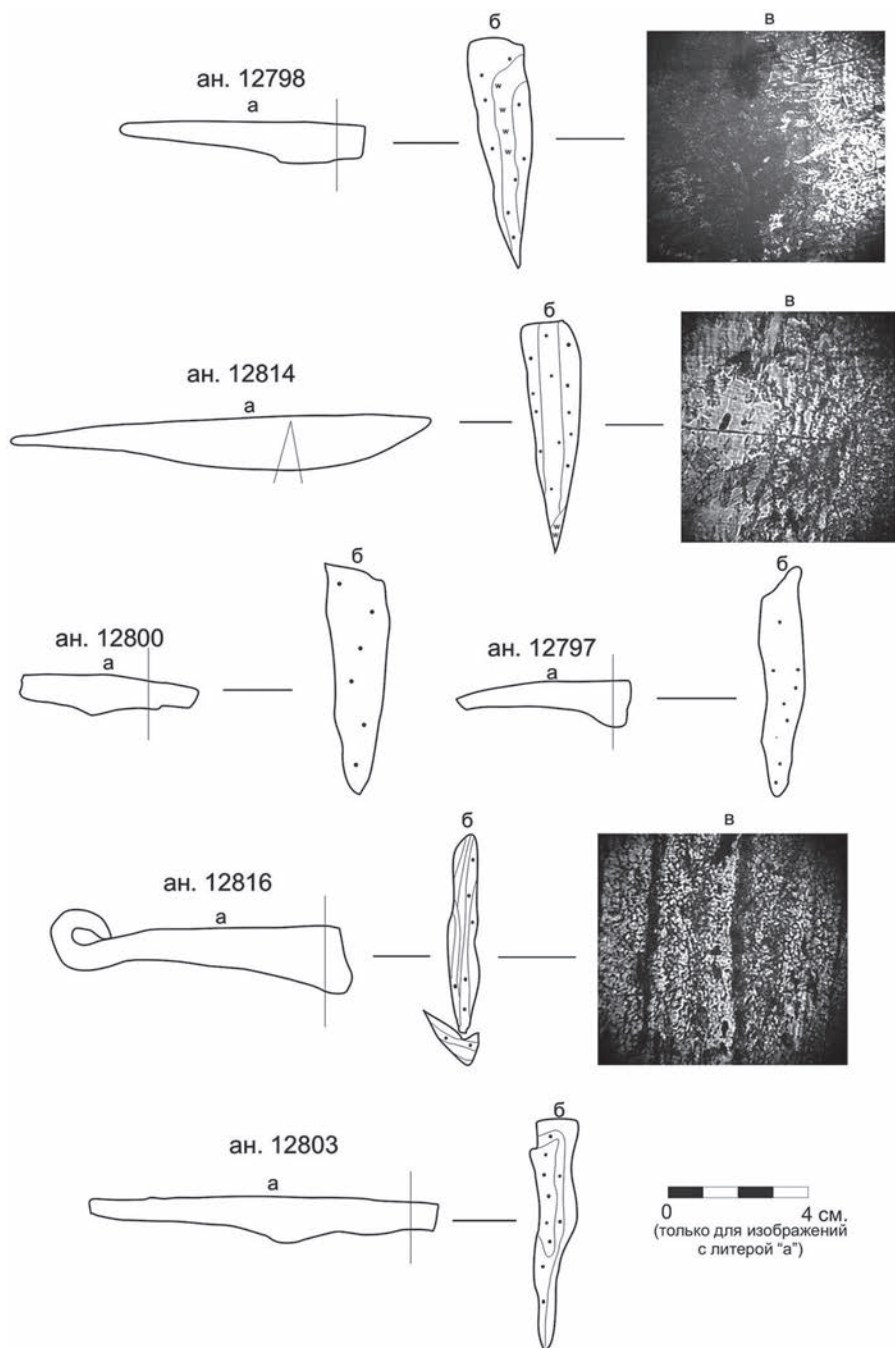 б
в
ан. 12798
а
w
w
w
w
б
в
ан. 12814
а
w
w
б
б
ан. 12800
а
ан. 12797
а
б
в
ан. 12816
а
б
ан. 12803
а
0 4 см.
(только для изображений
с литерой “а”)